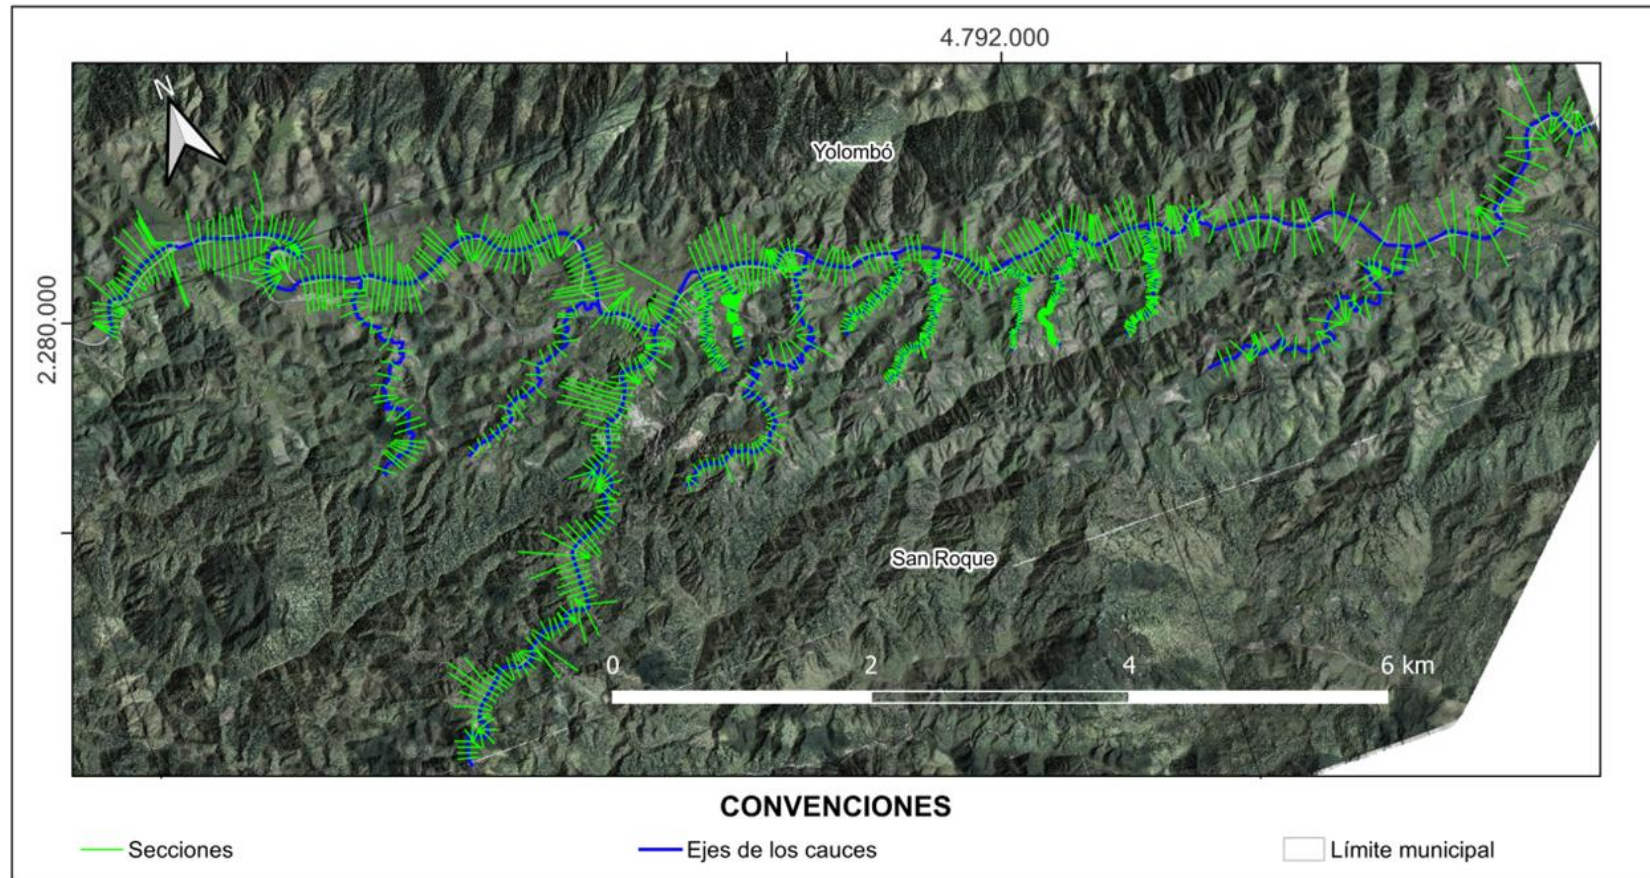 4.792.000
N
Yolombó
2.280.000
San Roque
0 2 4 6 km
CONVENCIONES
Secciones Ejes de los cauces Límite municipal